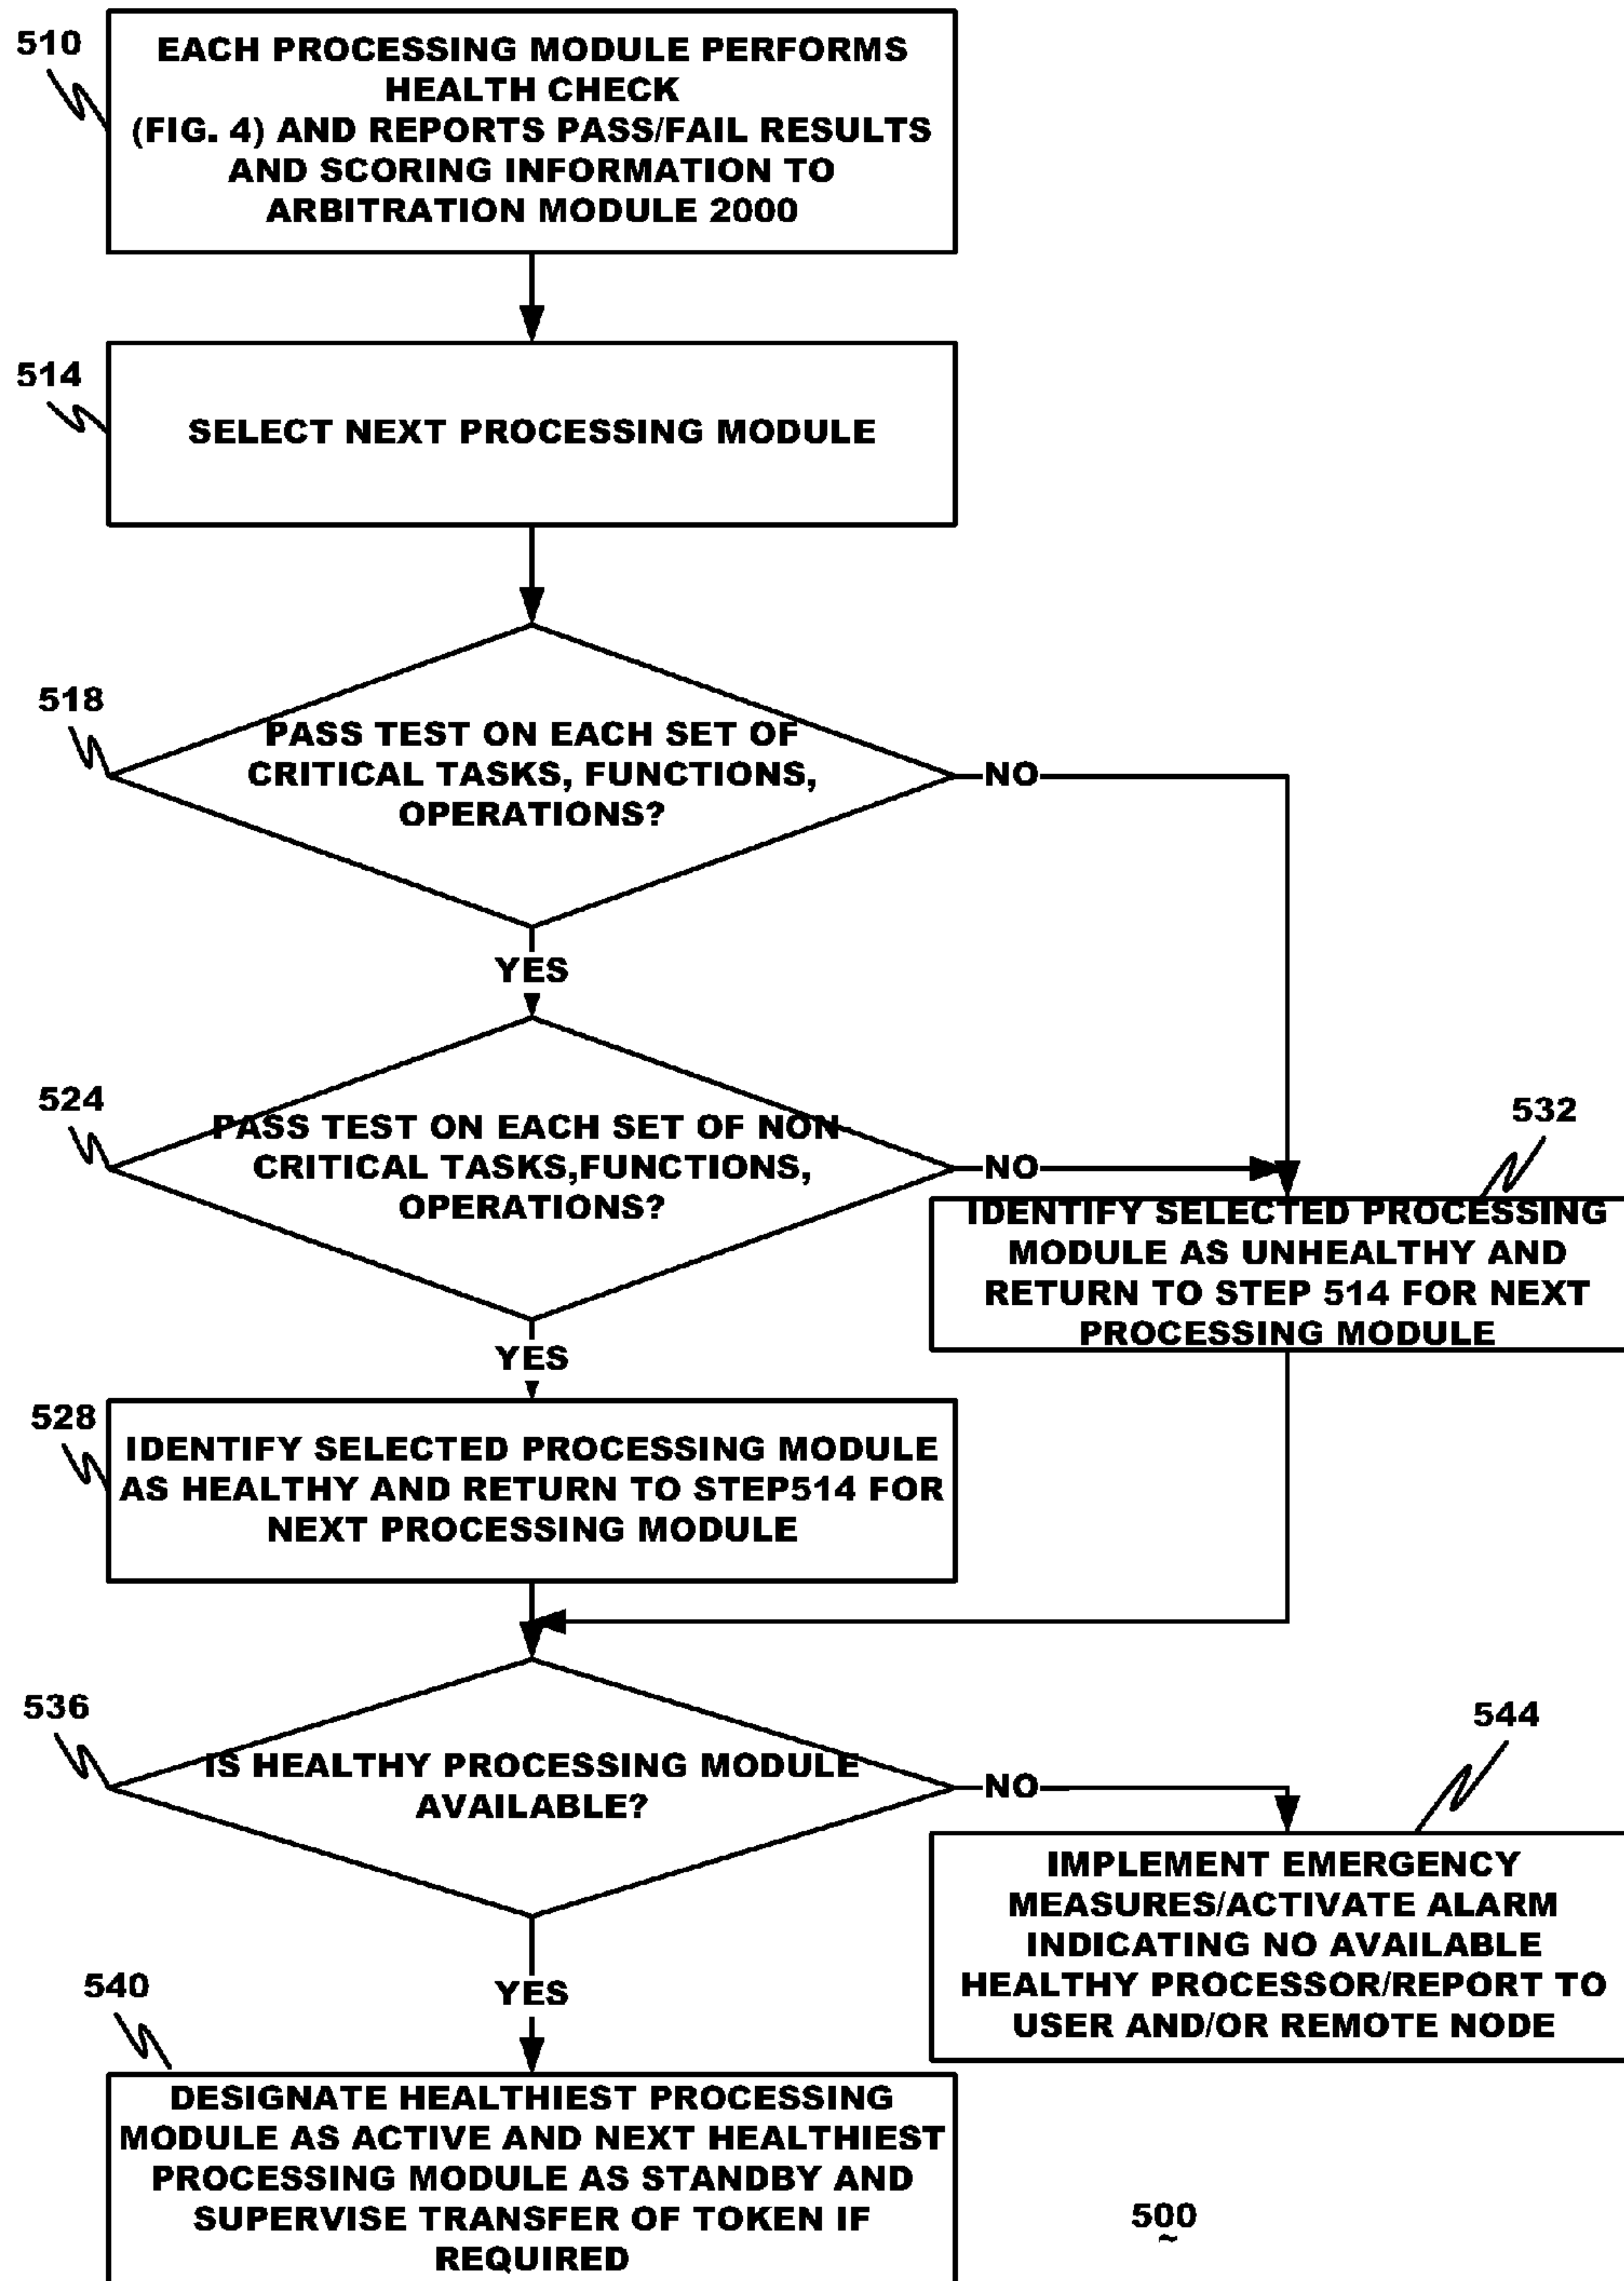 510
EACH PROCESSING MODULE PERFORMS
HEALTH CHECK
(FIG. 4) AND REPORTS PASS/FAIL RESULTS
AND SCORING INFORMATION TO
ARBITRATION MODULE 2000
514
SELECT NEXT PROCESSING MODULE
518
PASS TEST ON EACH SET OF
CRITICAL TASKS, FUNCTIONS,
OPERATIONS?
NO
YES
524
PASS TEST ON EACH SET OF NON
CRITICAL TASKS,FUNCTIONS,
OPERATIONS?
NO
532
IDENTIFY SELECTED PROCESSING
MODULE AS UNHEALTHY AND
RETURN TO STEP 514 FOR NEXT
PROCESSING MODULE
YES
528
IDENTIFY SELECTED PROCESSING MODULE
AS HEALTHY AND RETURN TO STEP514 FOR
NEXT PROCESSING MODULE
536
IS HEALTHY PROCESSING MODULE
AVAILABLE?
NO
544
IMPLEMENT EMERGENCY
MEASURES/ACTIVATE ALARM
INDICATING NO AVAILABLE
HEALTHY PROCESSOR/REPORT TO
USER AND/OR REMOTE NODE
YES
540
DESIGNATE HEALTHIEST PROCESSING
MODULE AS ACTIVE AND NEXT HEALTHIEST
PROCESSING MODULE AS STANDBY AND
SUPERVISE TRANSFER OF TOKEN IF
REQUIRED
500